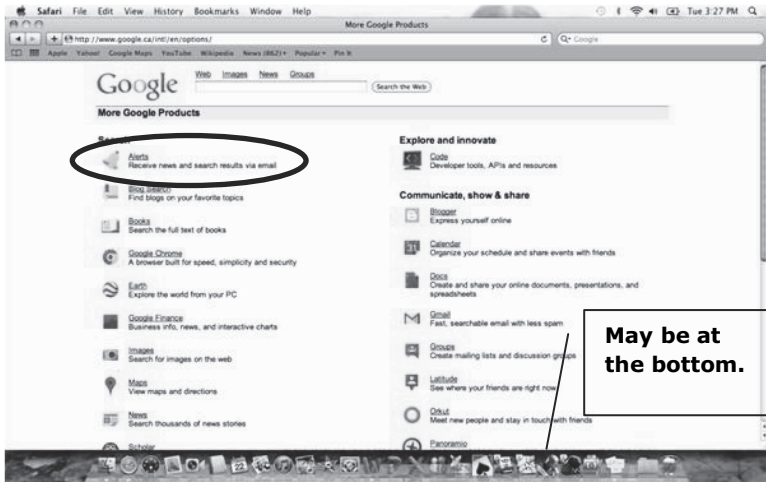 Safari File Edit View History Bookmarks Window Help
Tue 3:27 PM
More Google Products
http://www.google.ca/intl/en/options/
Google
Apple Yahoo! Google Maps YouTube Wikipedia News (862) Popular Pin It
Google
Web Images News Groups
Search the Web
More Google Products
Search
Alerts
Receive news and search results via email
Blog Search
Find blogs on your favorite topics
Books
Search the full text of books
Google Chrome
A browser built for speed, simplicity and security
Earth
Explore the world from your PC
Google Finance
Business info, news, and interactive charts
Images
Search for images on the web
Maps
View maps and directions
News
Search thousands of news stories
Scholar
Explore and innovate
Code
Developer tools, APIs and resources
Communicate, show & share
Blogger
Express yourself online
Calendar
Organize your schedule and share events with friends
Docs
Create and share your online documents, presentations, and
spreadsheets
Gmail
Fast, searchable email with less spam
Groups
Create mailing lists and discussion groups
Latitude
See where your friends are right now
Orkut
Meet new people and stay in touch with friends
Panoramio
May be at
the bottom.